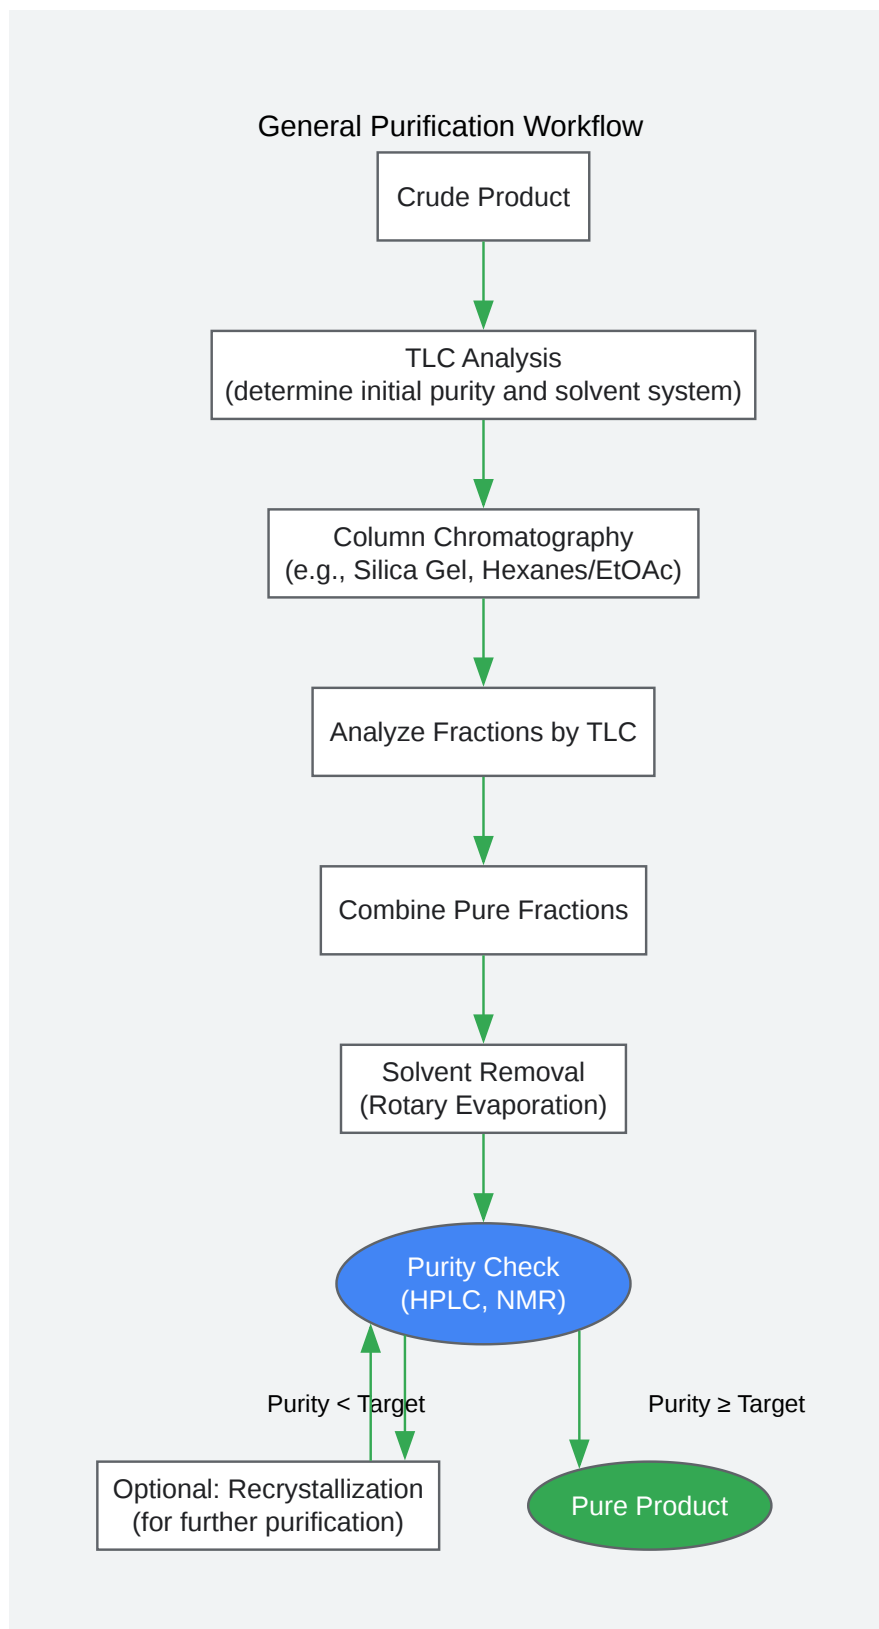 General Purification Workflow
Crude Product
TLC Analysis
(determine initial purity and solvent system)
Column Chromatography
(e.g., Silica Gel, Hexanes/EtOAc)
Analyze Fractions by TLC
Combine Pure Fractions
Solvent Removal
(Rotary Evaporation)
Purity Check
(HPLC, NMR)
Purity < Target
Purity ≥ Target
Optional: Recrystallization
(for further purification)
Pure Product